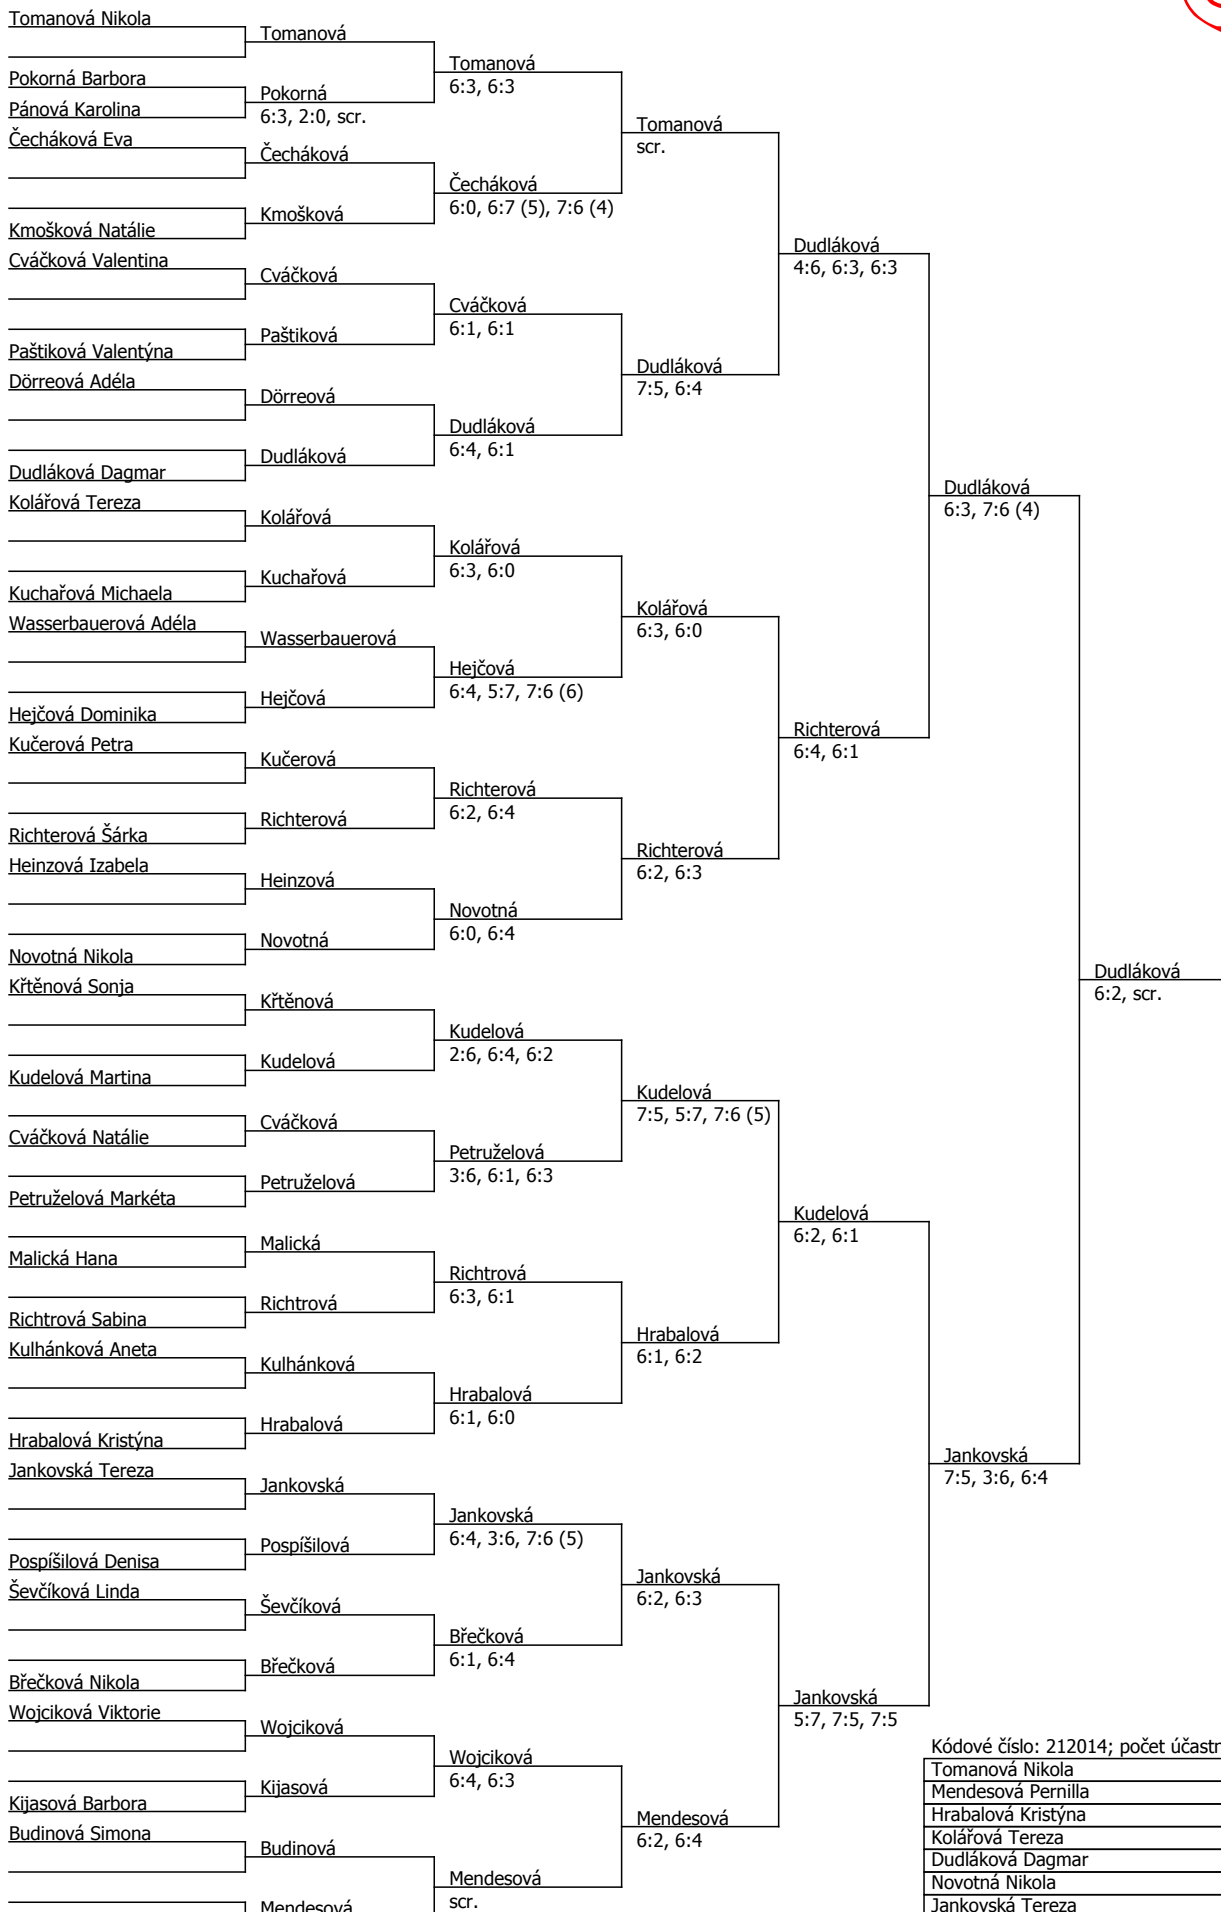 Tomanová Nikola
Pokorná Barbora
Pánová Karolina
Čecháková Eva
Kmošková Natálie
Cváčková Valentina
Paštiková Valentýna
Dörreová Adéla
Dudláková Dagmar
Kolářová Tereza
Kuchařová Michaela
Wasserbauerová Adéla
Hejčová Dominika
Kučerová Petra
Richterová Šárka
Heinzová Izabela
Novotná Nikola
Křtěnová Sonja
Kudelová Martina
Cváčková Natálie
Petruželová Markéta
Malická Hana
Richtrová Sabina
Kulhánková Aneta
Hrabalová Kristýna
Jankovská Tereza
Pospíšilová Denisa
Ševčíková Linda
Břečková Nikola
Wojciková Viktorie
Kijasová Barbora
Budinová Simona
Tomanová
Pokorná
6:3, 2:0, scr.
Čecháková
Kmošková
Cváčková
Paštiková
Dörreová
Dudláková
Kolářová
Kuchařová
Wasserbauerová
Hejčová
Kučerová
Richterová
Heinzová
Novotná
Křtěnová
Kudelová
Cváčková
Petruželová
Malická
Richtrová
Kulhánková
Hrabalová
Jankovská
Pospíšilová
Ševčíková
Břečková
Wojciková
Kijasová
Budinová
Mendesová
Tomanová
6:3, 6:3
Čecháková
6:0, 6:7 (5), 7:6 (4)
Cváčková
6:1, 6:1
Dudláková
6:4, 6:1
Kolářová
6:3, 6:0
Hejčová
6:4, 5:7, 7:6 (6)
Richterová
6:2, 6:4
Novotná
6:0, 6:4
Kudelová
2:6, 6:4, 6:2
Petruželová
3:6, 6:1, 6:3
Richtrová
6:3, 6:1
Hrabalová
6:1, 6:0
Jankovská
6:4, 3:6, 7:6 (5)
Břečková
6:1, 6:4
Wojciková
6:4, 6:3
Mendesová
scr.
Tomanová
scr.
Dudláková
7:5, 6:4
Kolářová
6:3, 6:0
Richterová
6:2, 6:3
Kudelová
7:5, 5:7, 7:6 (5)
Hrabalová
6:1, 6:2
Jankovská
6:2, 6:3
Mendesová
6:2, 6:4
Dudláková
4:6, 6:3, 6:3
Richterová
6:4, 6:1
Kudelová
6:2, 6:1
Jankovská
5:7, 7:5, 7:5
Dudláková
6:3, 7:6 (4)
Jankovská
7:5, 3:6, 6:4
Dudláková
6:2, scr.
Kódové číslo: 212014; počet účastn
Tomanová Nikola
Mendesová Pernilla
Hrabalová Kristýna
Kolářová Tereza
Dudláková Dagmar
Novotná Nikola
Jankovská Tereza